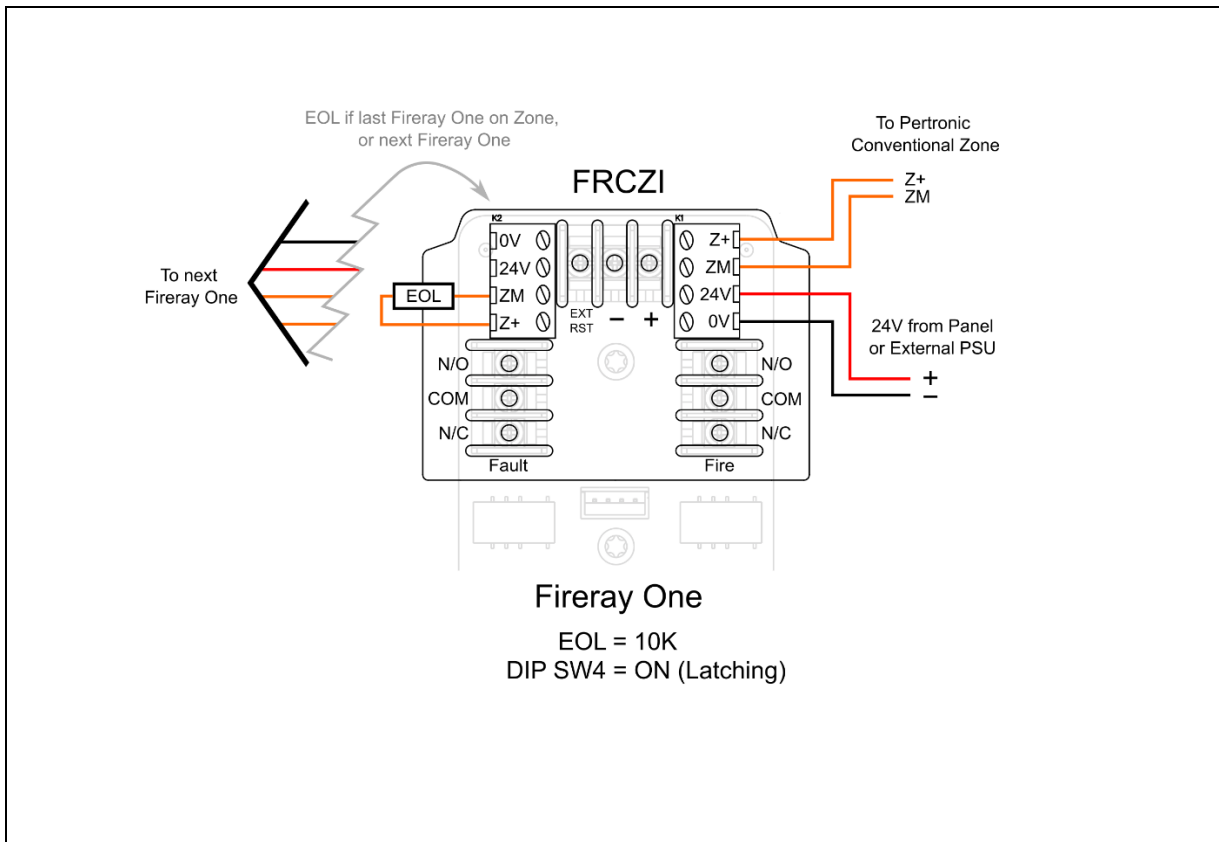 EOL if last Fireray One on Zone,
or next Fireray One
To Pertronic
Conventional Zone
Z+
ZM
FRCZI
K2
K1
0V
24V
ZM
Z+
EXT
RST
−
+
Z+
ZM
24V
0V
To next
Fireray One
EOL
24V from Panel
or External PSU
+
−
N/O
COM
N/C
Fault
N/O
COM
N/C
Fire
Fireray One
EOL = 10K
DIP SW4 = ON (Latching)